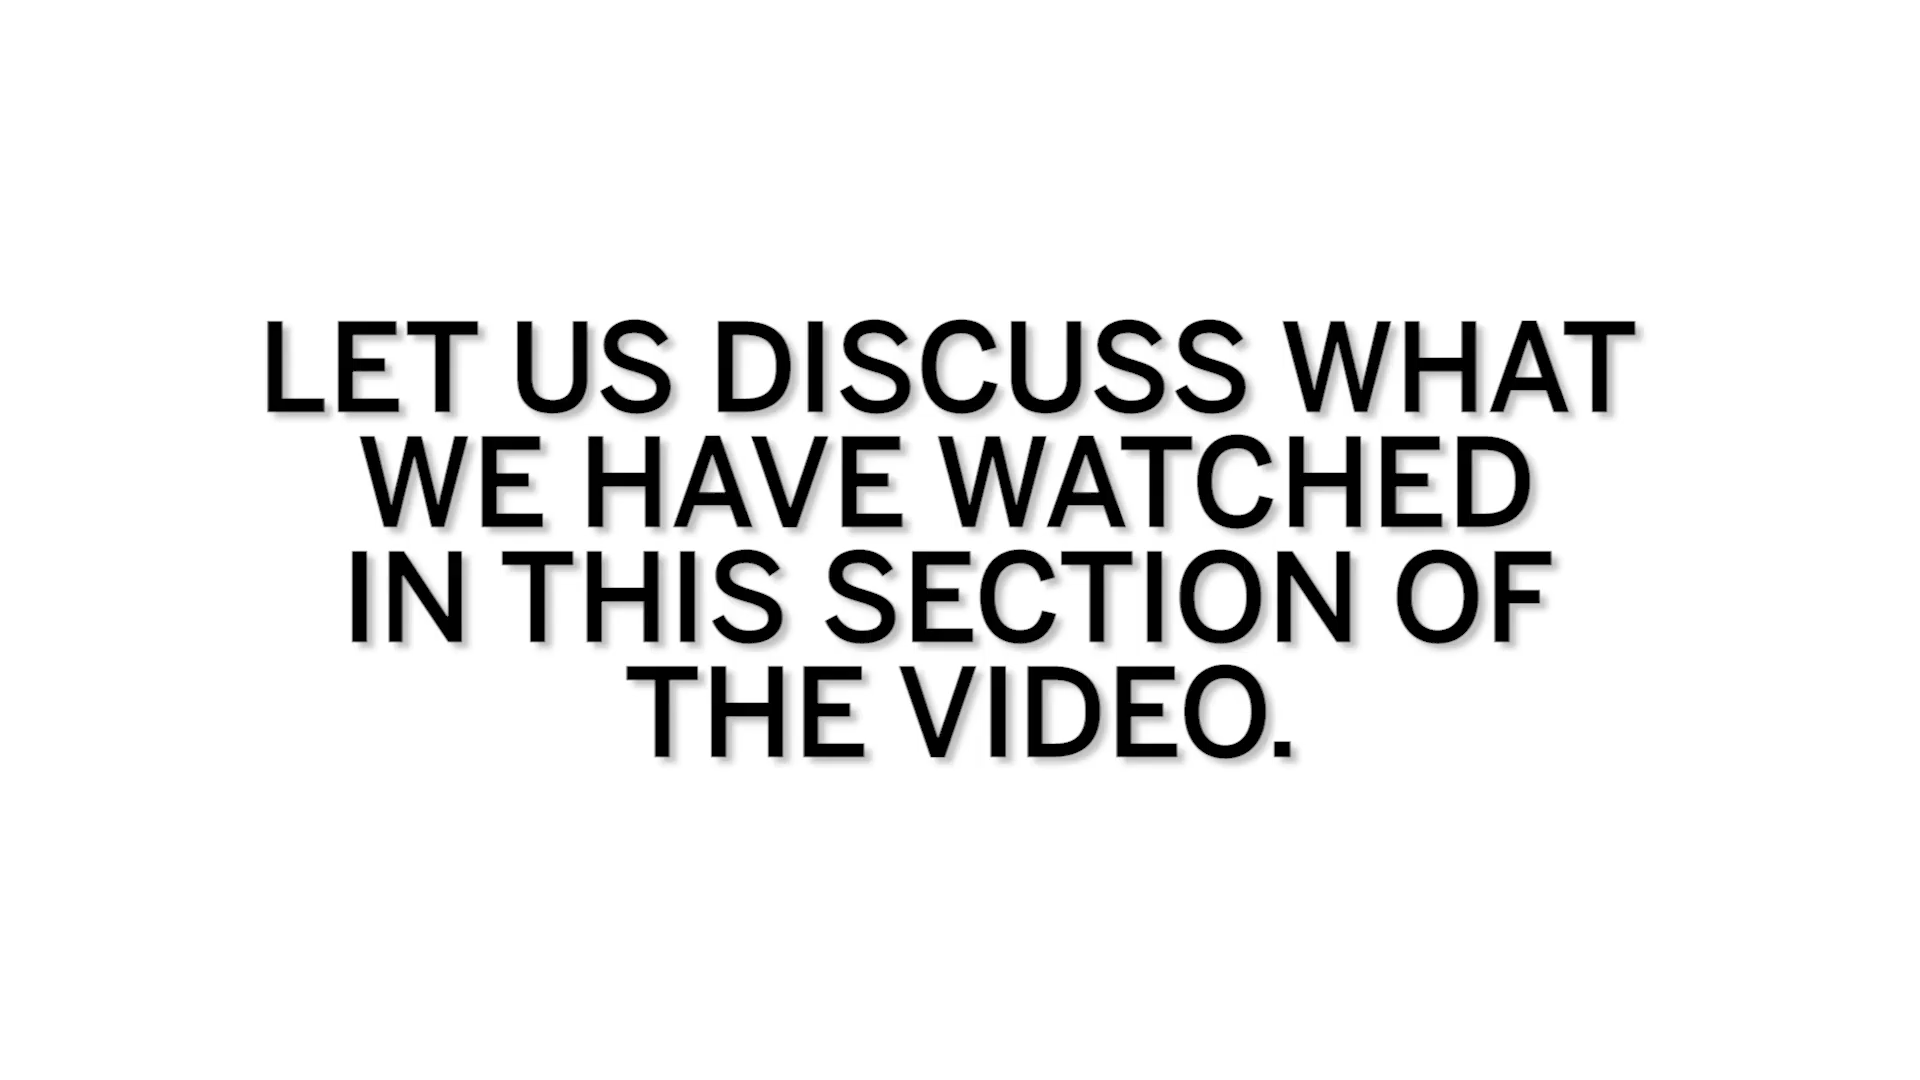 LET US DISCUSS WHAT
WE HAVE WATCHED
IN THIS SECTION OF
THE VIDEO.